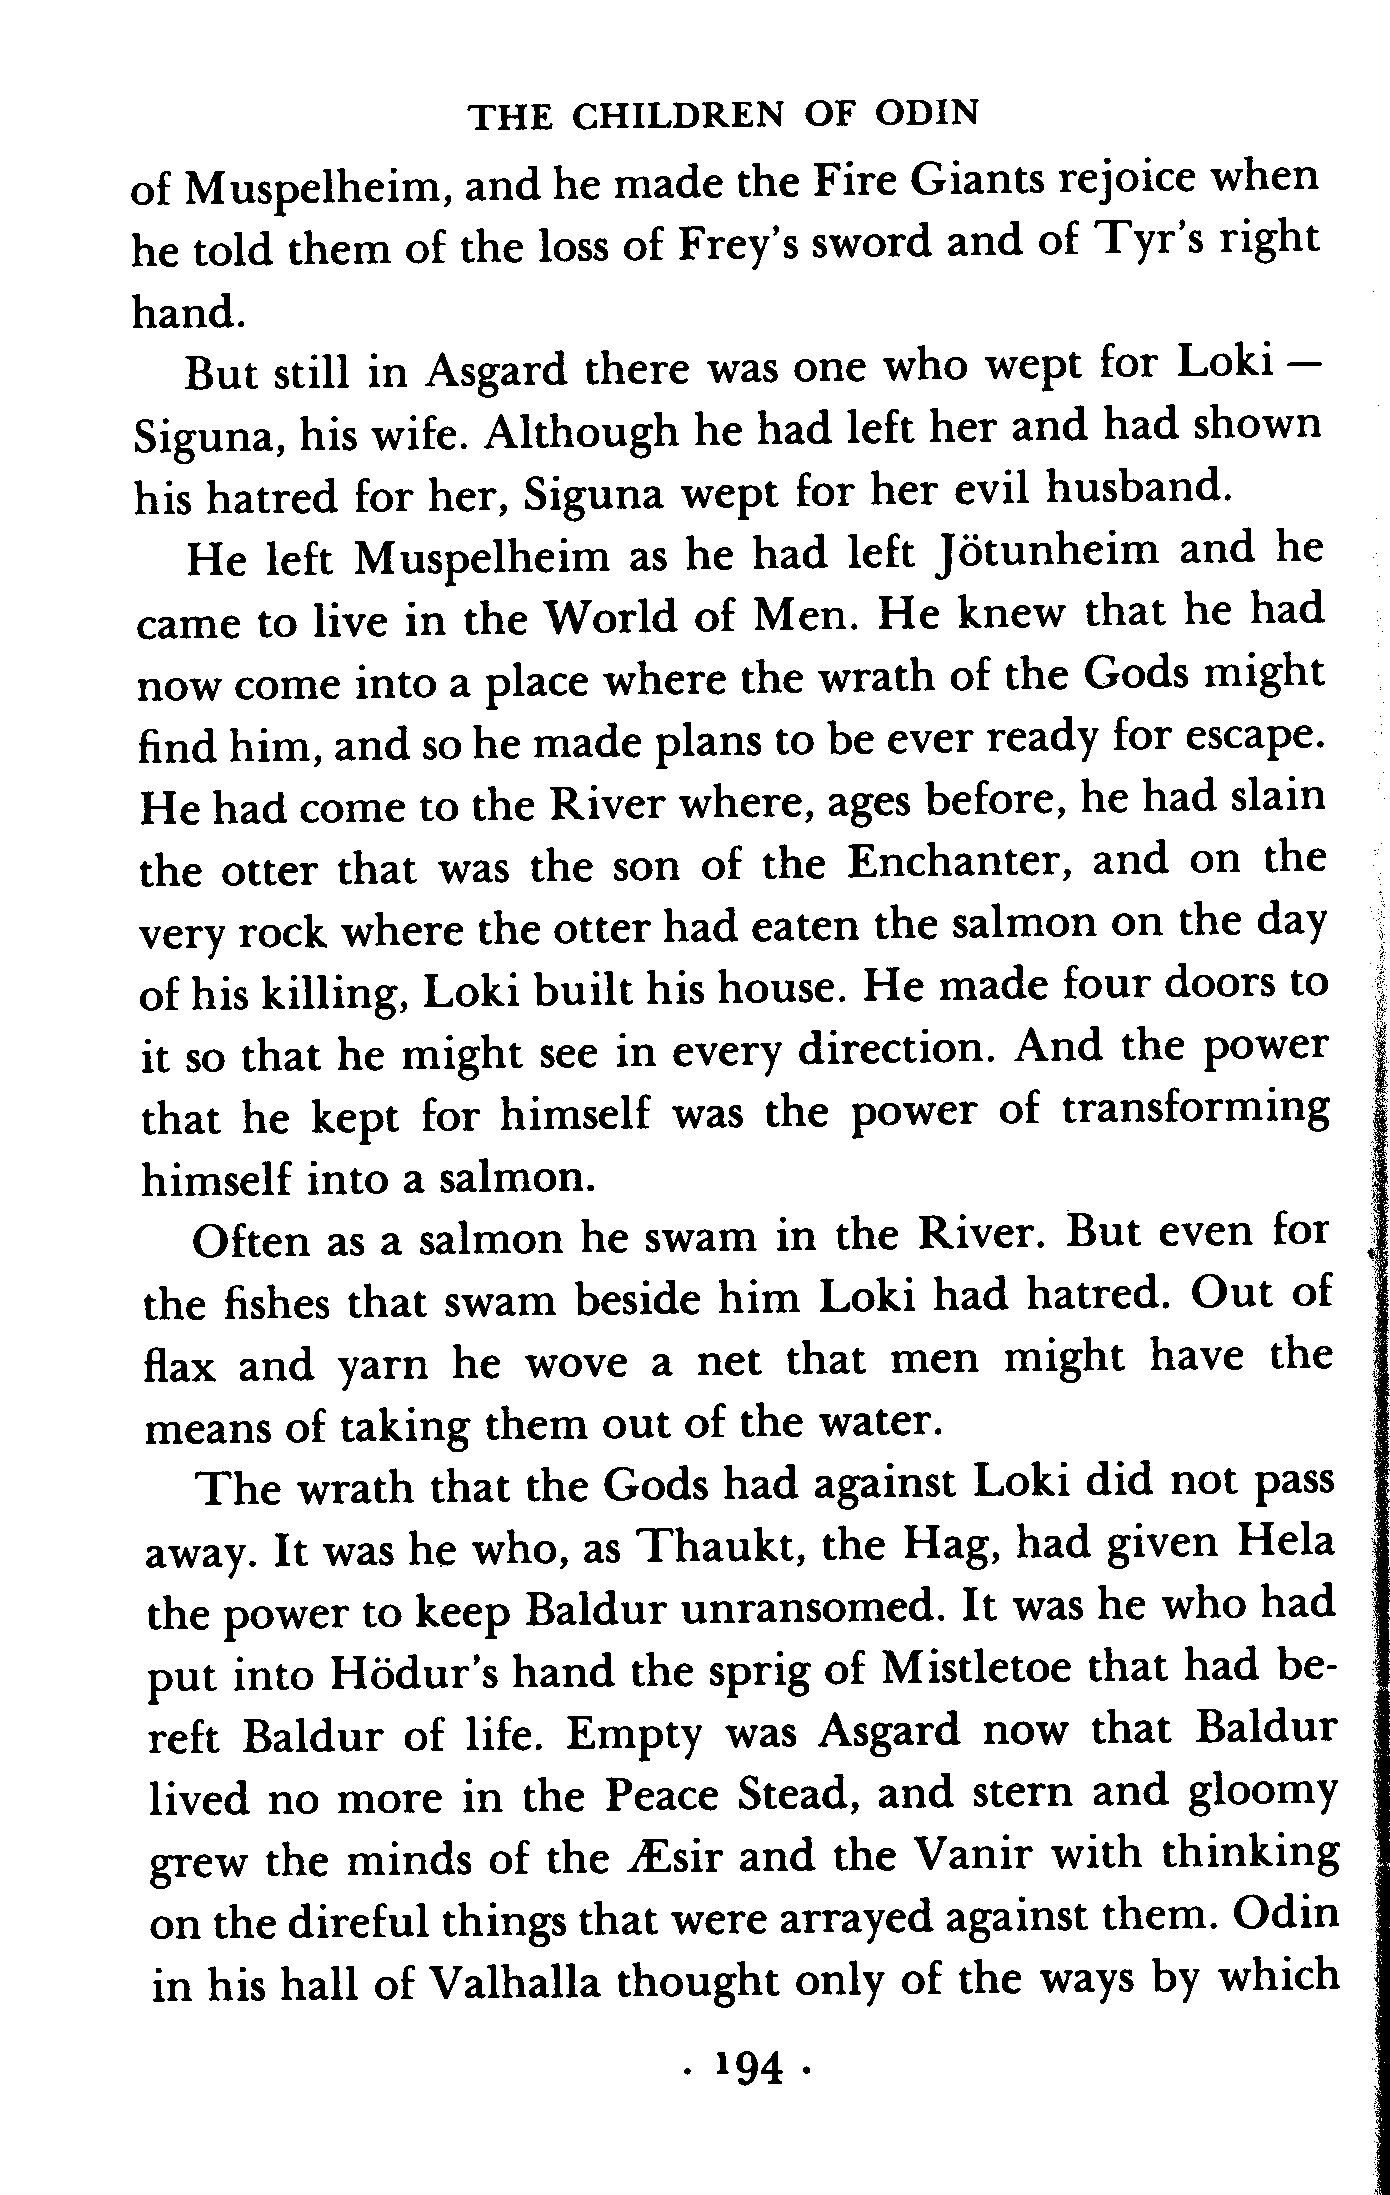 THE CHILDREN OF ODIN
of Muspelheim, and he made the Fire Giants rejoice when
he told them of the loss of Frey's sword and of Tyr's right
hand.
But still in Asgard there was one who wept for Loki —
Siguna, his wife. Although he had left her and had shown
his hatred for her, Siguna wept for her evil husband.
He left Muspelheim as he had left Jötunheim and he
came to live in the World of Men. He knew that he had
now come into a place where the wrath of the Gods might
find him, and so he made plans to be ever ready for escape.
He had come to the River where, ages before, he had slain
the otter that was the son of the Enchanter, and on the
very rock where the otter had eaten the salmon on the day
of his killing, Loki built his house. He made four doors to
it so that he might see in every direction. And the power
that he kept for himself was the power of transforming
himself into a salmon.
Often as a salmon he swam in the River. But even for
the fishes that swam beside him Loki had hatred. Out of
flax and yarn he wove a net that men might have the
means of taking them out of the water.
The wrath that the Gods had against Loki did not pass
away. It was he who, as Thaukt, the Hag, had given Hela
the power to keep Baldur unransomed. It was he who had
put into Hödur's hand the sprig of Mistletoe that had be-
reft Baldur of life. Empty was Asgard now that Baldur
lived no more in the Peace Stead, and stern and gloomy
grew the minds of the Æsir and the Vanir with thinking
on the direful things that were arrayed against them. Odin
in his hall of Valhalla thought only of the ways by which
· 194 ·